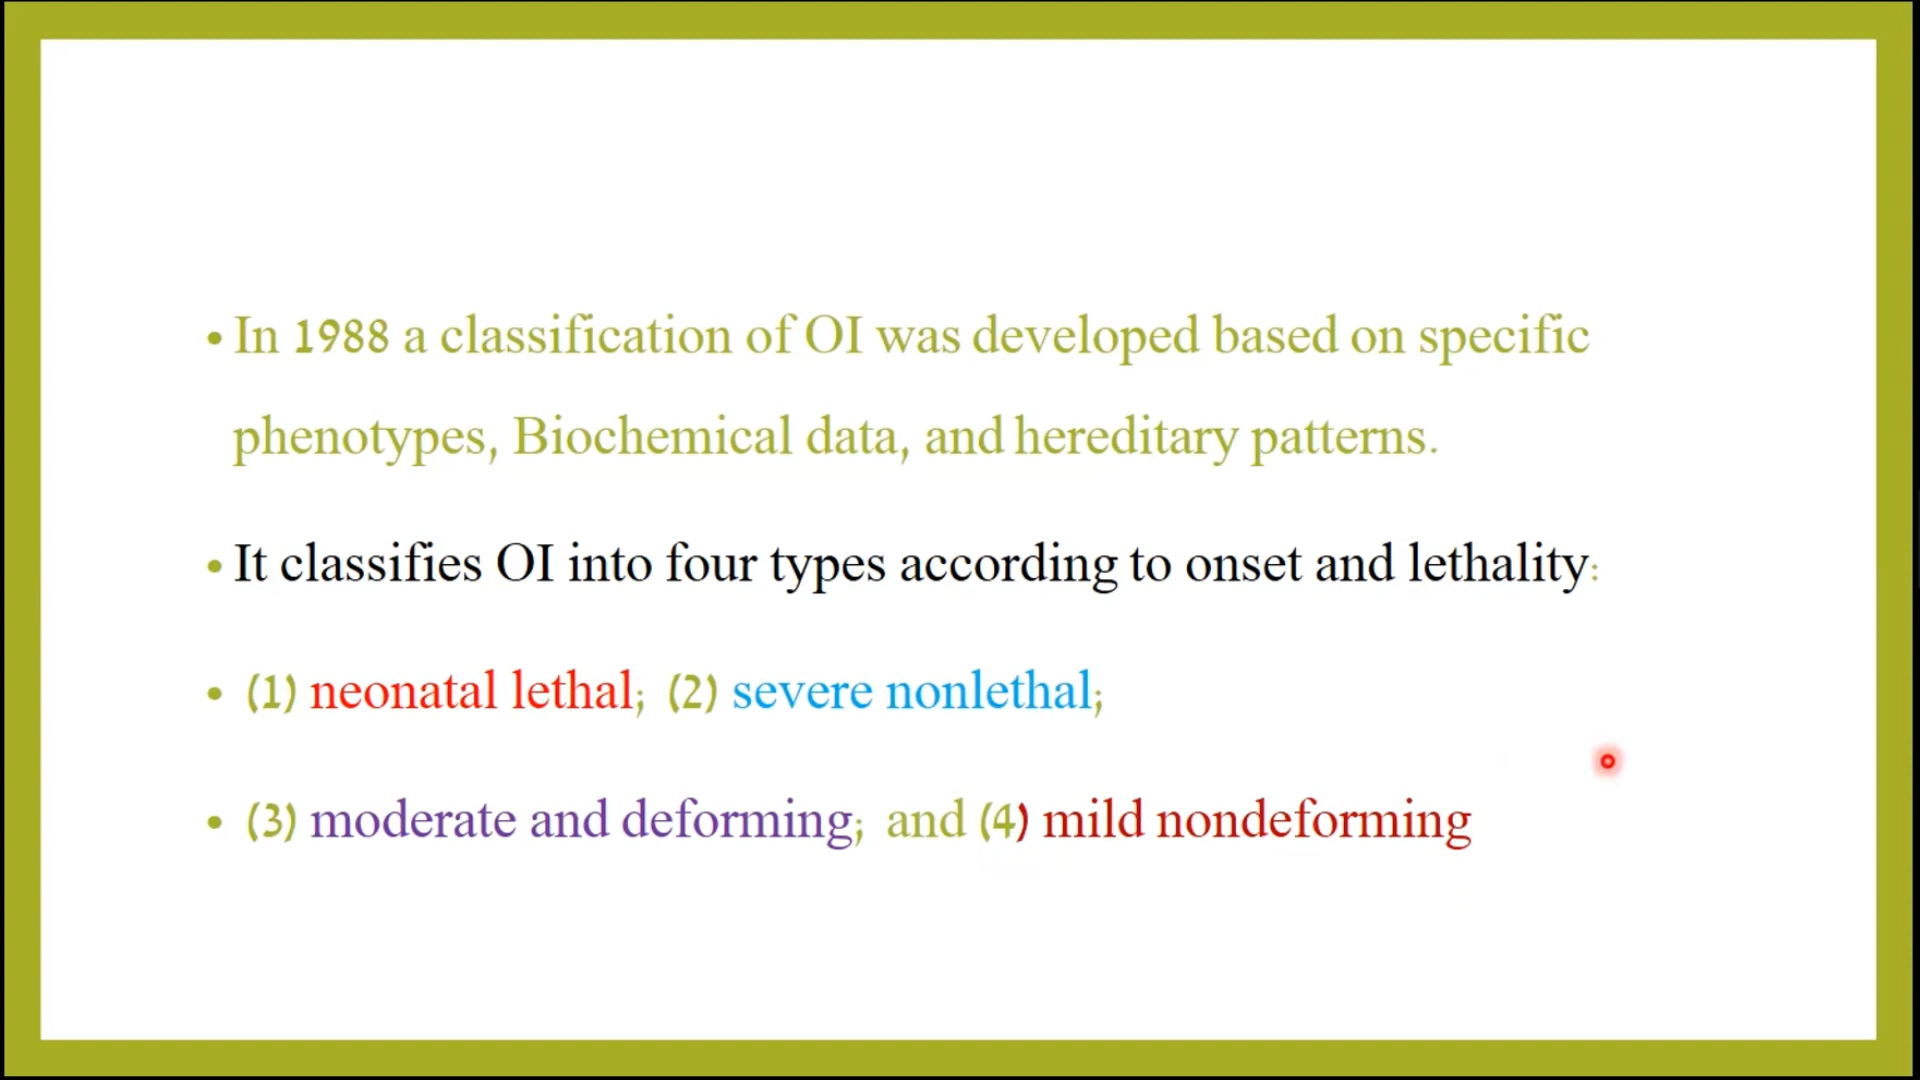 • In 1988 a classification of OI was developed based on specific
phenotypes, Biochemical data, and hereditary patterns.
• It classifies OI into four types according to onset and lethality:
• (1) neonatal lethal; (2) severe nonlethal;
• (3) moderate and deforming; and (4) mild nondeforming